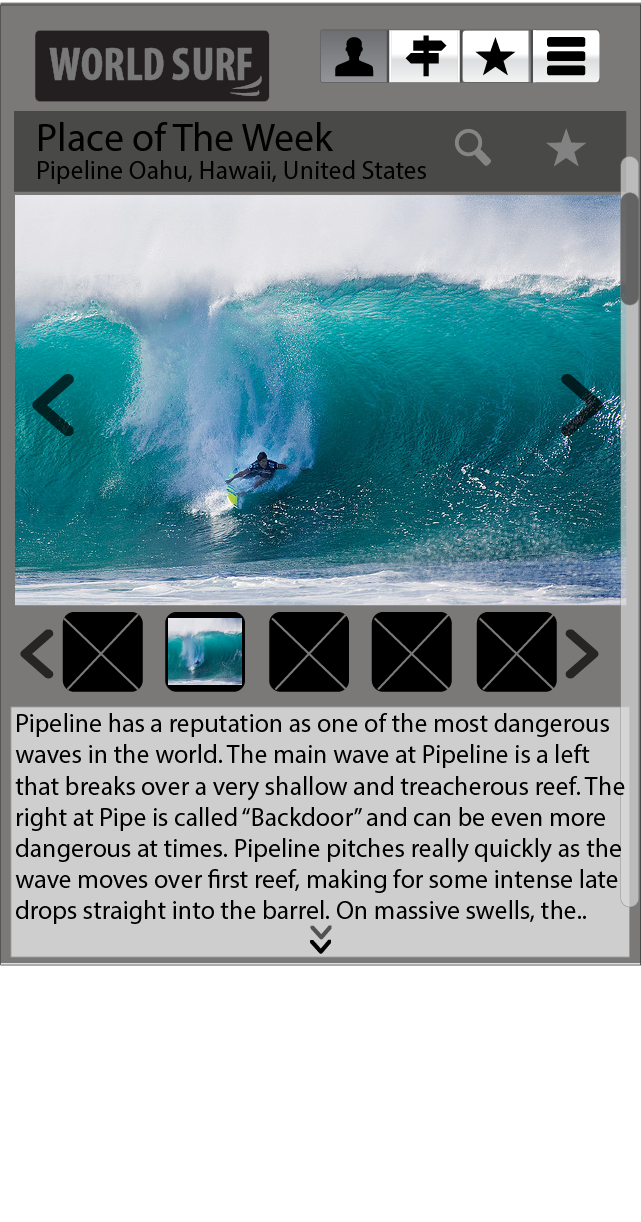 WORLD SURF
Place of The Week
Pipeline Oahu, Hawaii, United States
Pipeline has a reputation as one of the most dangerous
waves in the world. The main wave at Pipeline is a left
that breaks over a very shallow and treacherous reef. The
right at Pipe is called “Backdoor” and can be even more
dangerous at times. Pipeline pitches really quickly as the
wave moves over first reef, making for some intense late
drops straight into the barrel. On massive swells, the..